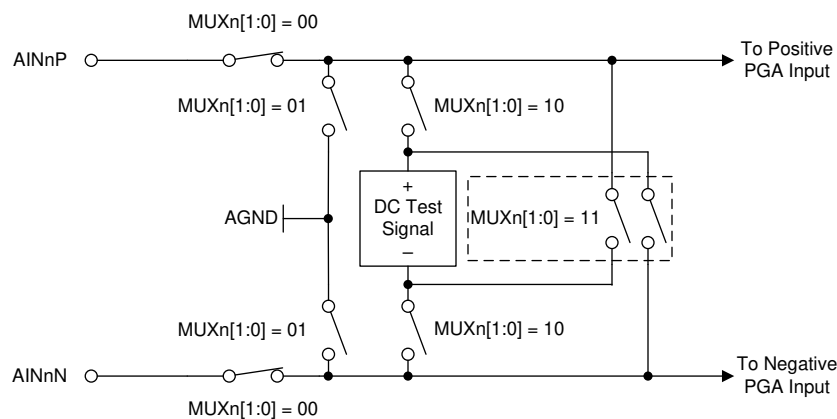 MUXn[1:0] = 00
AINnP
To Positive
PGA Input
MUXn[1:0] = 01
MUXn[1:0] = 10
+
DC Test
Signal
–
AGND
MUXn[1:0] = 11
MUXn[1:0] = 01
MUXn[1:0] = 10
AINnN
To Negative
PGA Input
MUXn[1:0] = 00